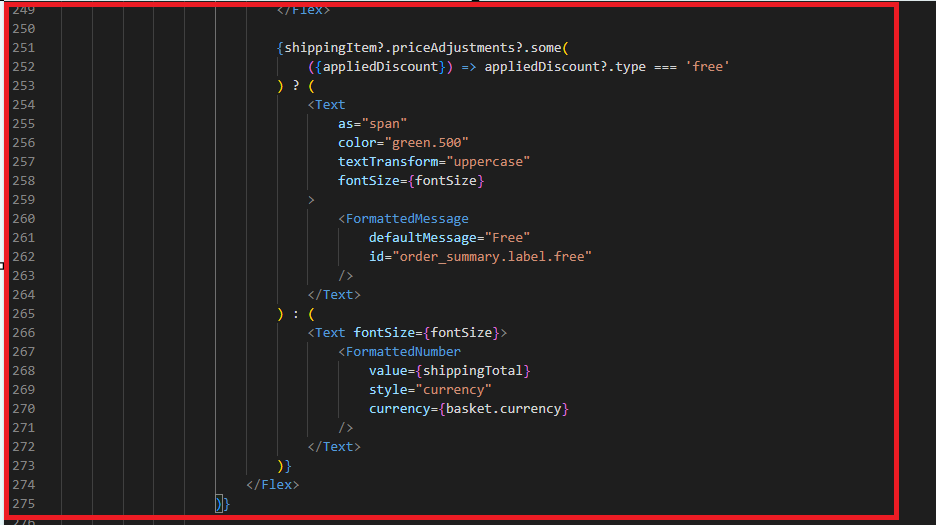 249 </Flex>
250
251 {shippingItem?.priceAdjustments?.some(
252 ({appliedDiscount}) => appliedDiscount?.type === 'free'
253 ) ? (
254 <Text
255 as="span"
256 color="green.500"
257 textTransform="uppercase"
258 fontSize={fontSize}
259 >
260 <FormattedMessage
261 defaultMessage="Free"
262 id="order_summary.label.free"
263 />
264 </Text>
265 ) : (
266 <Text fontSize={fontSize}>
267 <FormattedNumber
268 value={shippingTotal}
269 style="currency"
270 currency={basket.currency}
271 />
272 </Text>
273 )}
274 </Flex>
275 )}
276